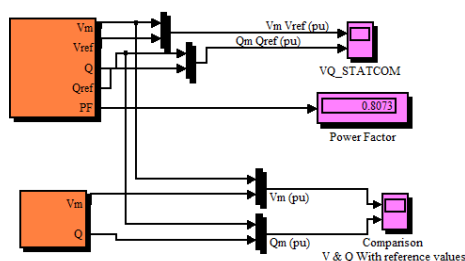 Vm
Vref
Q
Qref
PF
Vm Vref (pu)
Qm Qref (pu)
VQ_STATCOM
0.8073
Power Factor
Vm
Q
Vm (pu)
Qm (pu)
Comparison
V & Q With reference values